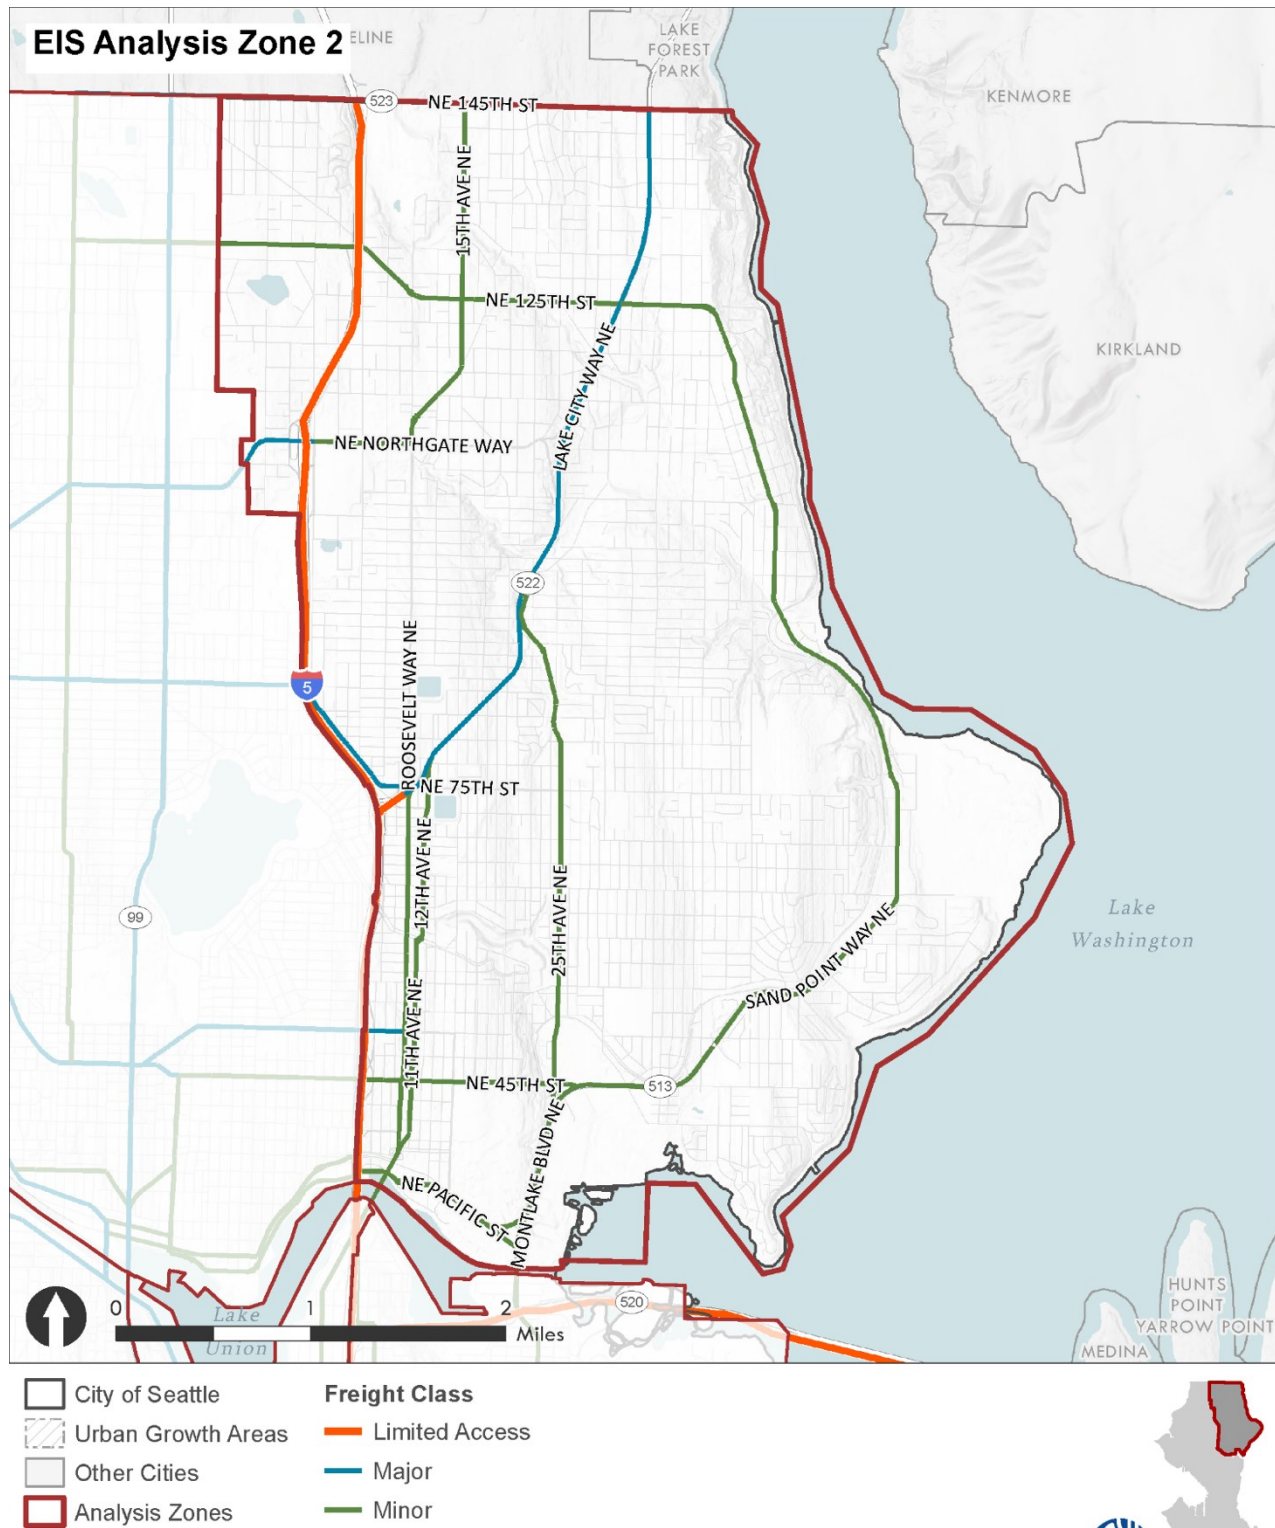 EIS Analysis Zone 2
ELINE
LAKE
FOREST
PARK
KENMORE
523
NE 145TH ST
15TH AVE NE
NE 125TH ST
LAKE CITY WAY NE
KIRKLAND
NE NORTHGATE WAY
522
ROOSEVELT WAY NE
5
NE 75TH ST
12TH AVE NE
25TH AVE NE
99
SAND POINT WAY NE
Lake
Washington
11TH AVE NE
NE 45TH ST
513
MONTLAKE BLVD NE
NE PACIFIC ST
520
HUNTS
POINT
YARROW POINT
MEDINA
0
1
2
Miles
Lake
Union
City of Seattle
Urban Growth Areas
Other Cities
Analysis Zones
Freight Class
Limited Access
Major
Minor